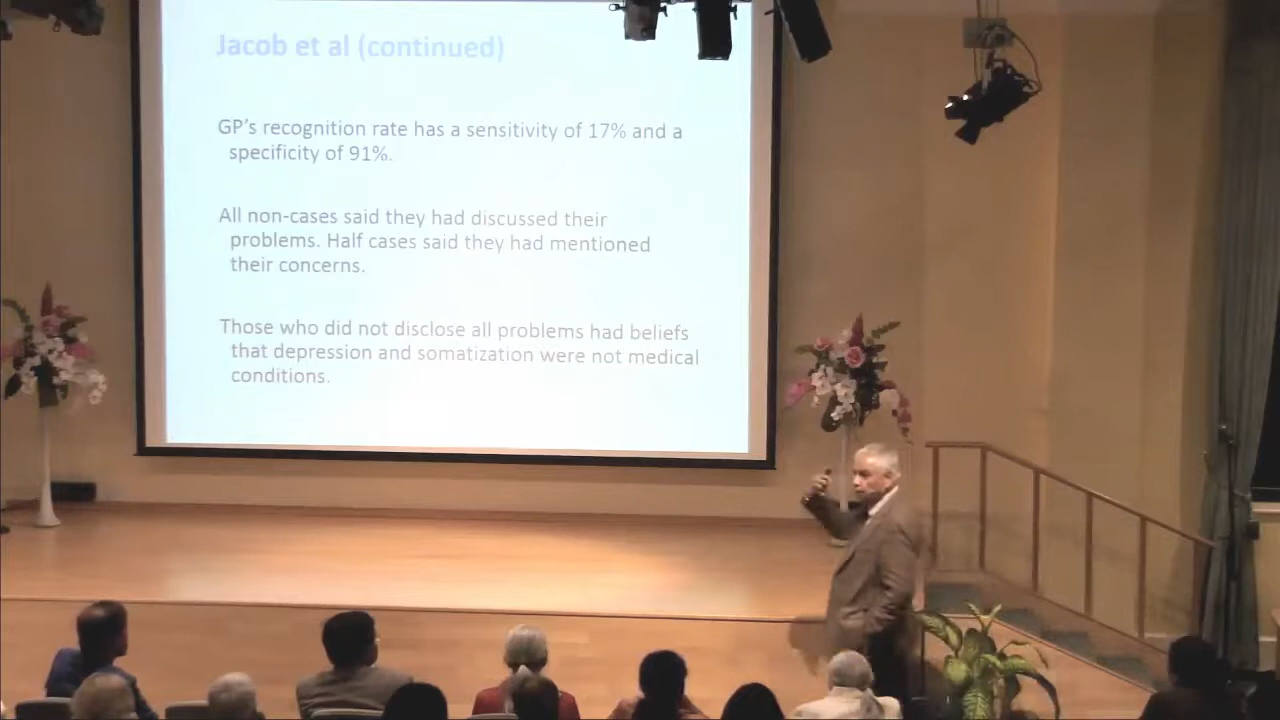 Jacob et al (continued)
GP's recognition rate has a sensitivity of 17% and a
specificity of 91%.
All non-cases said they had discussed their
problems. Half cases said they had mentioned
their concerns.
Those who did not disclose all problems had beliefs
that depression and somatization were not medical
conditions.